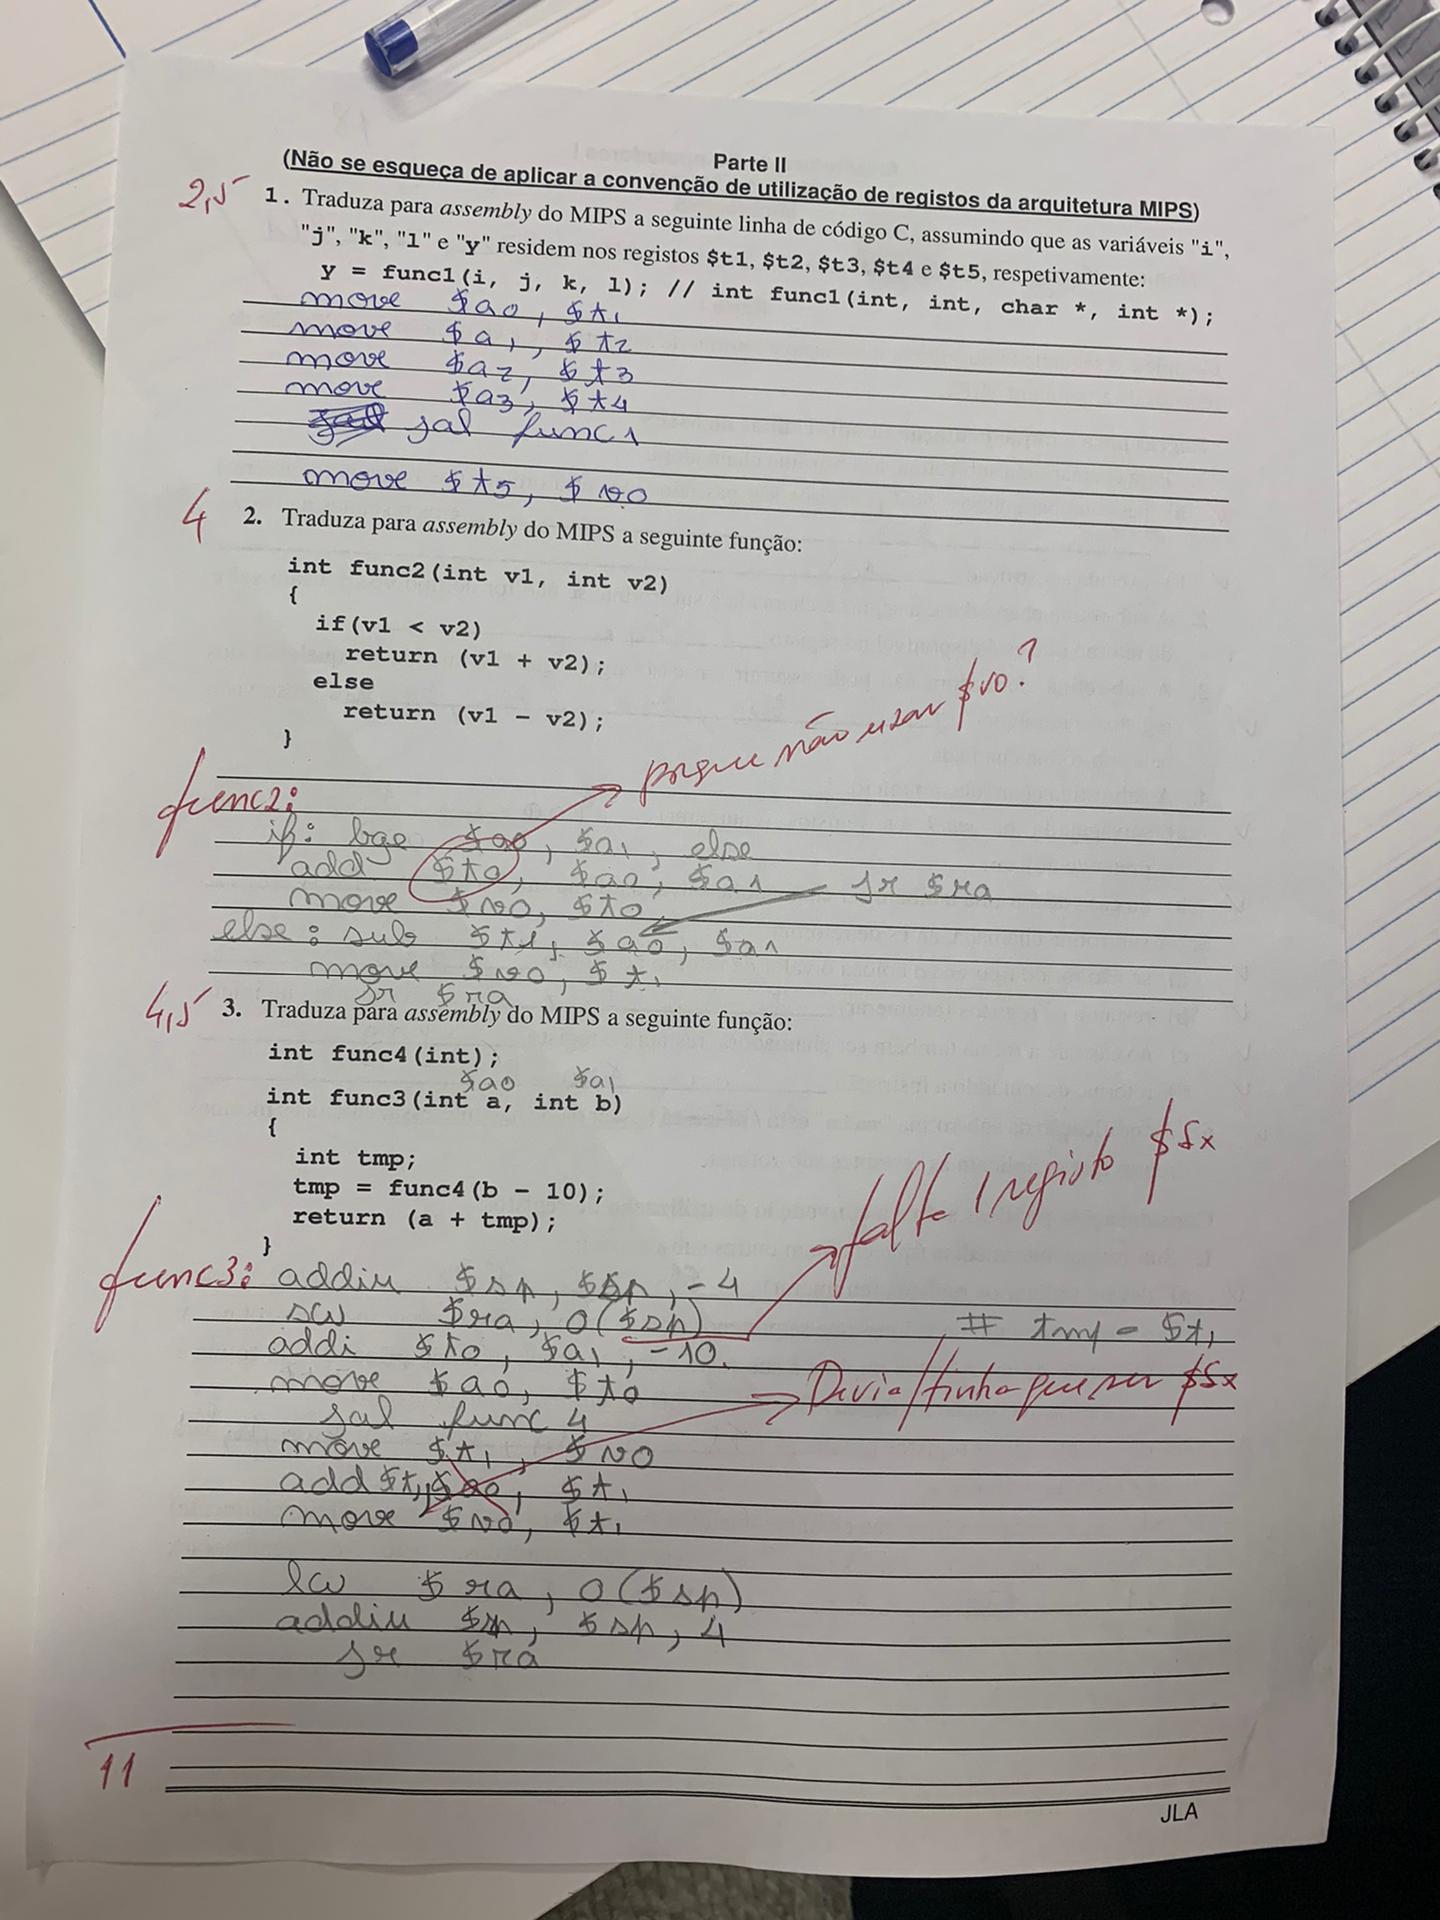 Parte II
(Não se esqueça de aplicar a convenção de utilização de registos da arquitetura MIPS)
2,5
1. Traduza para assembly do MIPS a seguinte linha de código C, assumindo que as variáveis "i",
"j", "k", "l" e "y" residem nos registos $t1, $t2, $t3, $t4 e $t5, respetivamente:
y = func1(i, j, k, l); // int func1(int, int, char *, int *);
move $a0, $t1
move $a1, $t2
move $a2, $t3
move $a3, $t4
jal func1
move $t5, $v0
4
2. Traduza para assembly do MIPS a seguinte função:
int func2(int v1, int v2)
{
if(v1 < v2)
return (v1 + v2);
else
return (v1 - v2);
}
porque não usar $v0?
func2:
if: bge $a0, $a1, else
add $t0, $a0, $a1 jr $ra
move $v0, $t0
else: sub $t1, $a0, $a1
move $v0, $t1
jr $ra
4,5
3. Traduza para assembly do MIPS a seguinte função:
int func4(int);
$a0 $a1
int func3(int a, int b)
{
int tmp;
tmp = func4(b - 10);
return (a + tmp);
}
falta 1 registo $sx
func3: addiu $sp, $sp, -4
sw $ra, 0($sp)
# tmp = $t1
addi $t0, $a1, -10
move $a0, $t0
Devia/tinha que ser $sx
jal func4
move $t1, $v0
add $t1, $a0, $t1
move $v0, $t1
lw $ra, 0($sp)
addiu $sp, $sp, 4
jr $ra
11
JLA